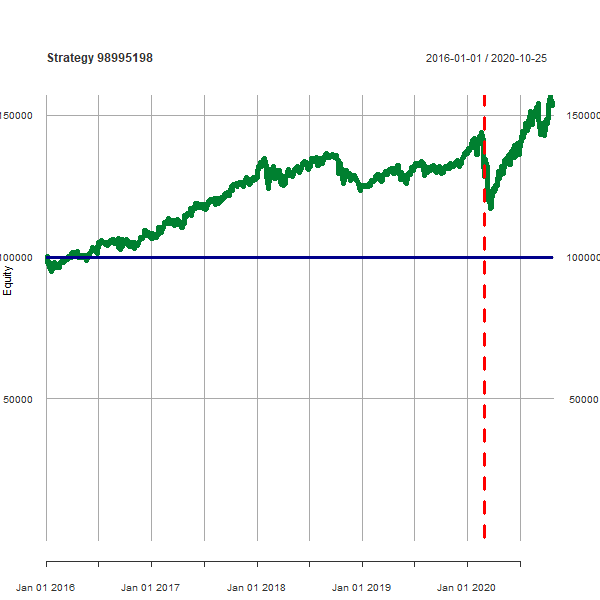 Strategy 98995198
2016-01-01 / 2020-10-25
150000
150000
100000
100000
Equity
50000
50000
Jan 01 2016
Jan 01 2017
Jan 01 2018
Jan 01 2019
Jan 01 2020